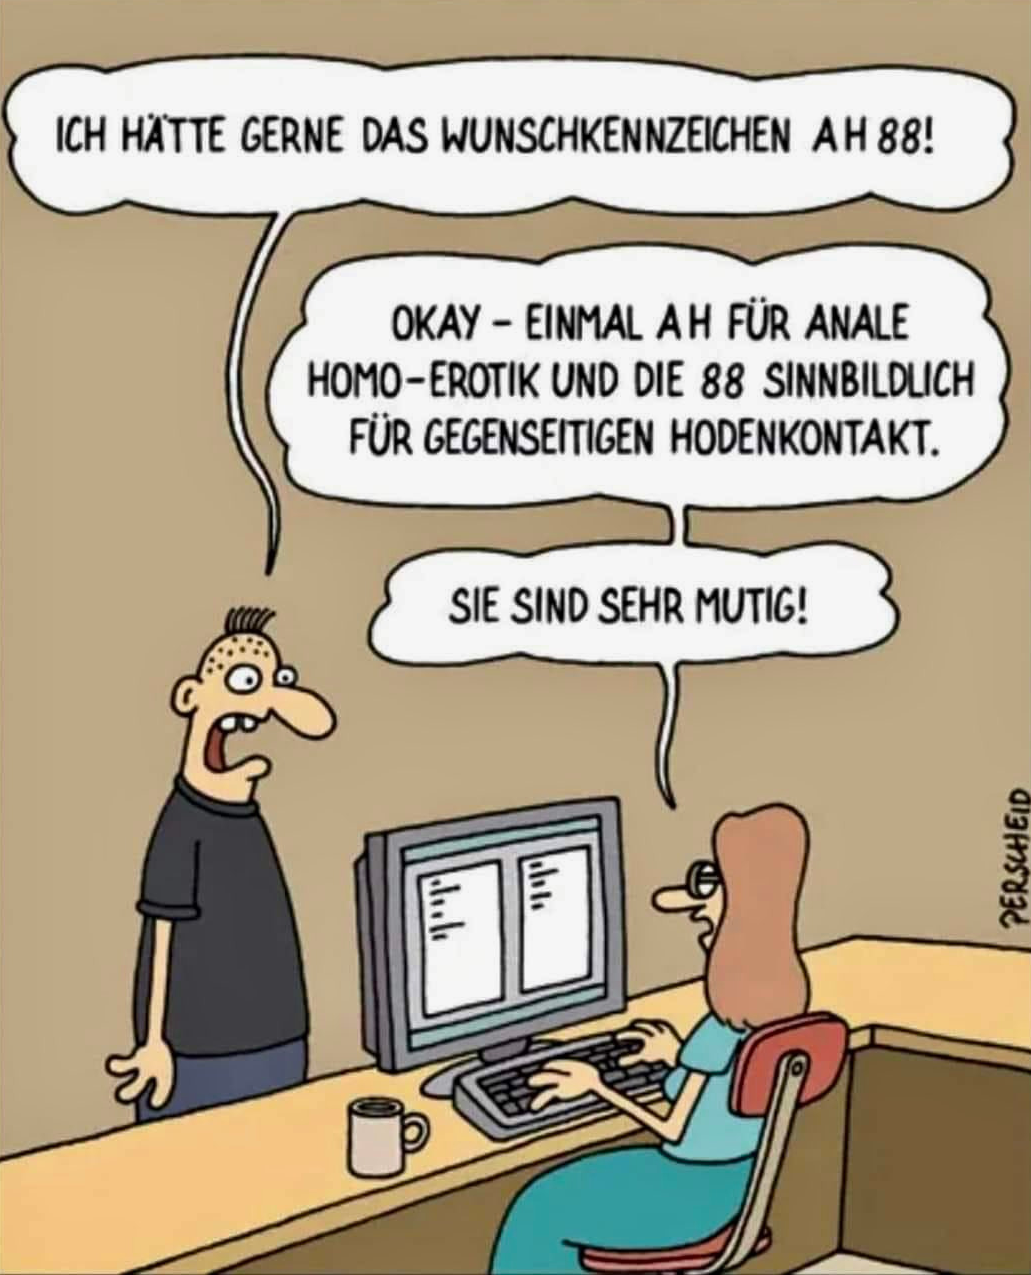 ICH HÄTTE GERNE DAS WUNSCHKENNZEICHEN AH 88!
OKAY – EINMAL AH FÜR ANALE
HOMO-EROTIK UND DIE 88 SINNBILDLICH
FÜR GEGENSEITIGEN HODENKONTAKT.
SIE SIND SEHR MUTIG!
PERSCHEID